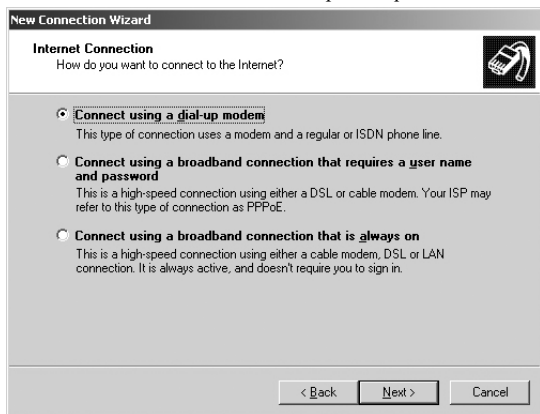 New Connection Wizard
Internet Connection
How do you want to connect to the Internet?
Connect using a dial-up modem
This type of connection uses a modem and a regular or ISDN phone line.
Connect using a broadband connection that requires a user name
and password
This is a high-speed connection using either a DSL or cable modem. Your ISP may
refer to this type of connection as PPPoE.
Connect using a broadband connection that is always on
This is a high-speed connection using either a cable modem, DSL or LAN
connection. It is always active, and doesn't require you to sign in.
< Back
Next >
Cancel